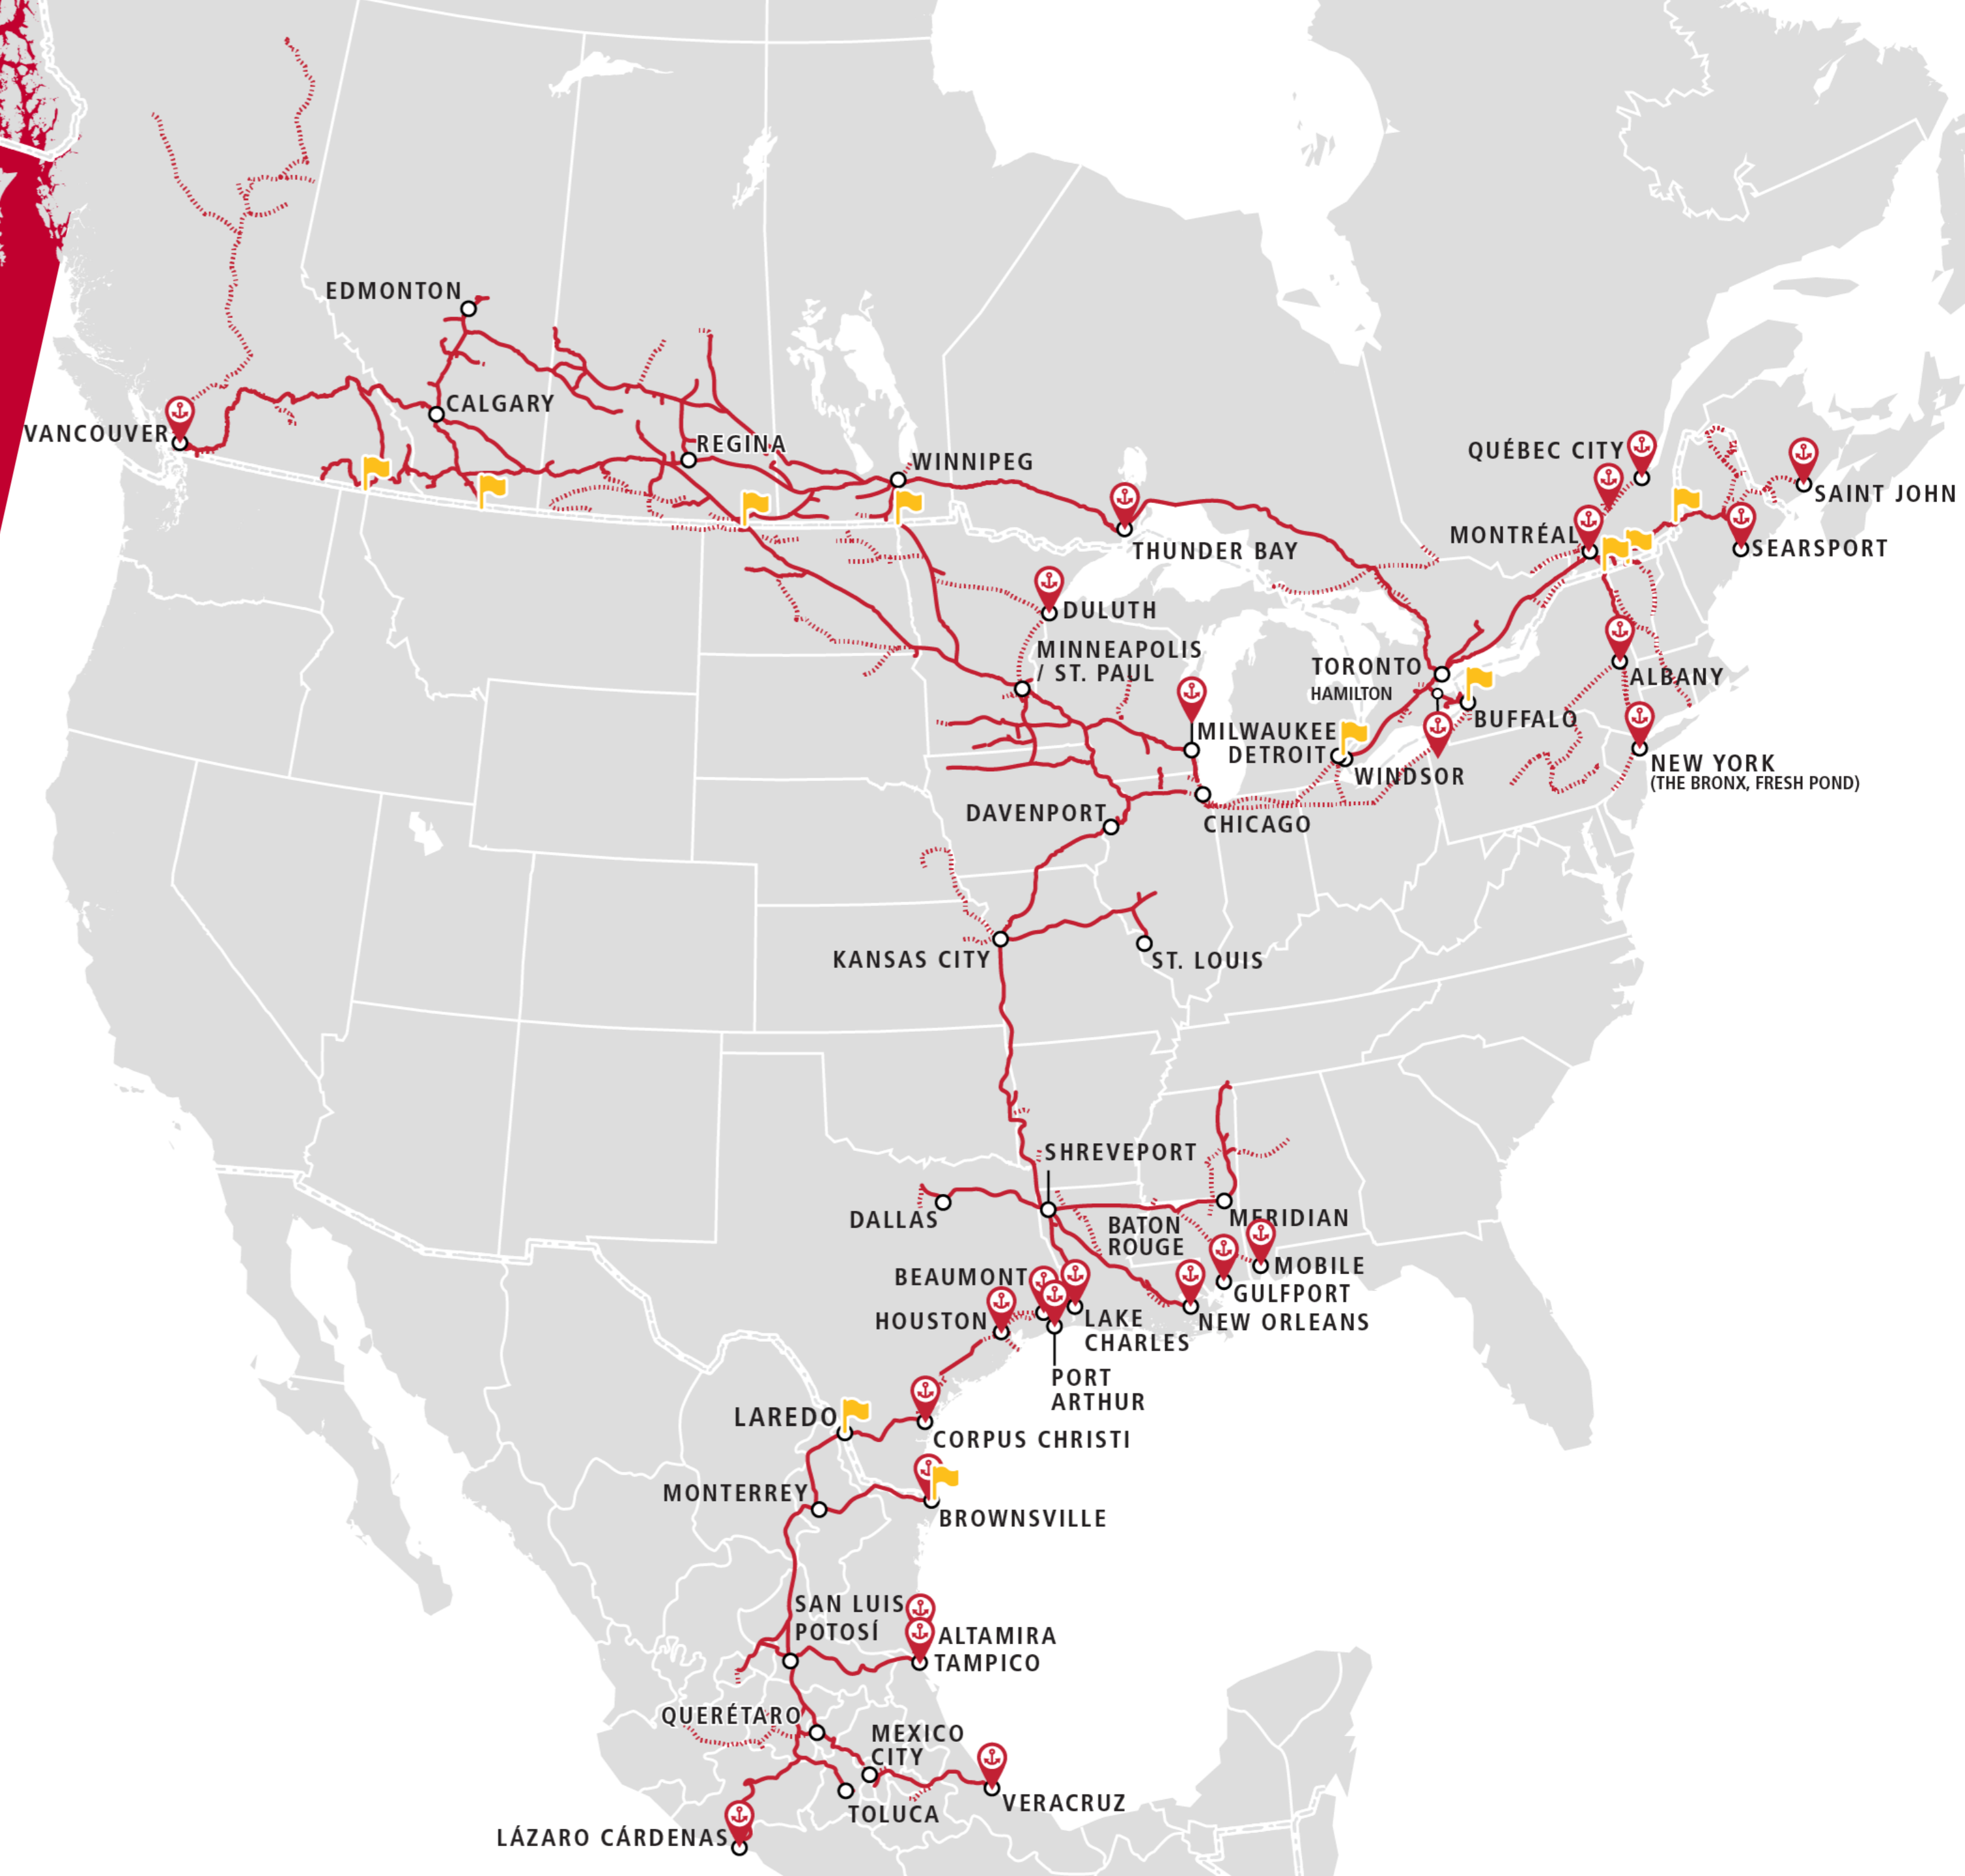 EDMONTON
CALGARY
VANCOUVER
REGINA
WINNIPEG
QUÉBEC CITY
SAINT JOHN
MONTRÉAL
SEARSPORT
THUNDER BAY
DULUTH
MINNEAPOLIS
/ ST. PAUL
TORONTO
HAMILTON
ALBANY
BUFFALO
MILWAUKEE
DETROIT
WINDSOR
NEW YORK
(THE BRONX, FRESH POND)
DAVENPORT
CHICAGO
KANSAS CITY
ST. LOUIS
SHREVEPORT
DALLAS
MERIDIAN
BATON
ROUGE
MOBILE
BEAUMONT
GULFPORT
HOUSTON
LAKE
CHARLES
NEW ORLEANS
PORT
ARTHUR
LAREDO
CORPUS CHRISTI
MONTERREY
BROWNSVILLE
SAN LUIS
POTOSÍ
ALTAMIRA
TAMPICO
QUERÉTARO
MEXICO
CITY
VERACRUZ
TOLUCA
LÁZARO CÁRDENAS